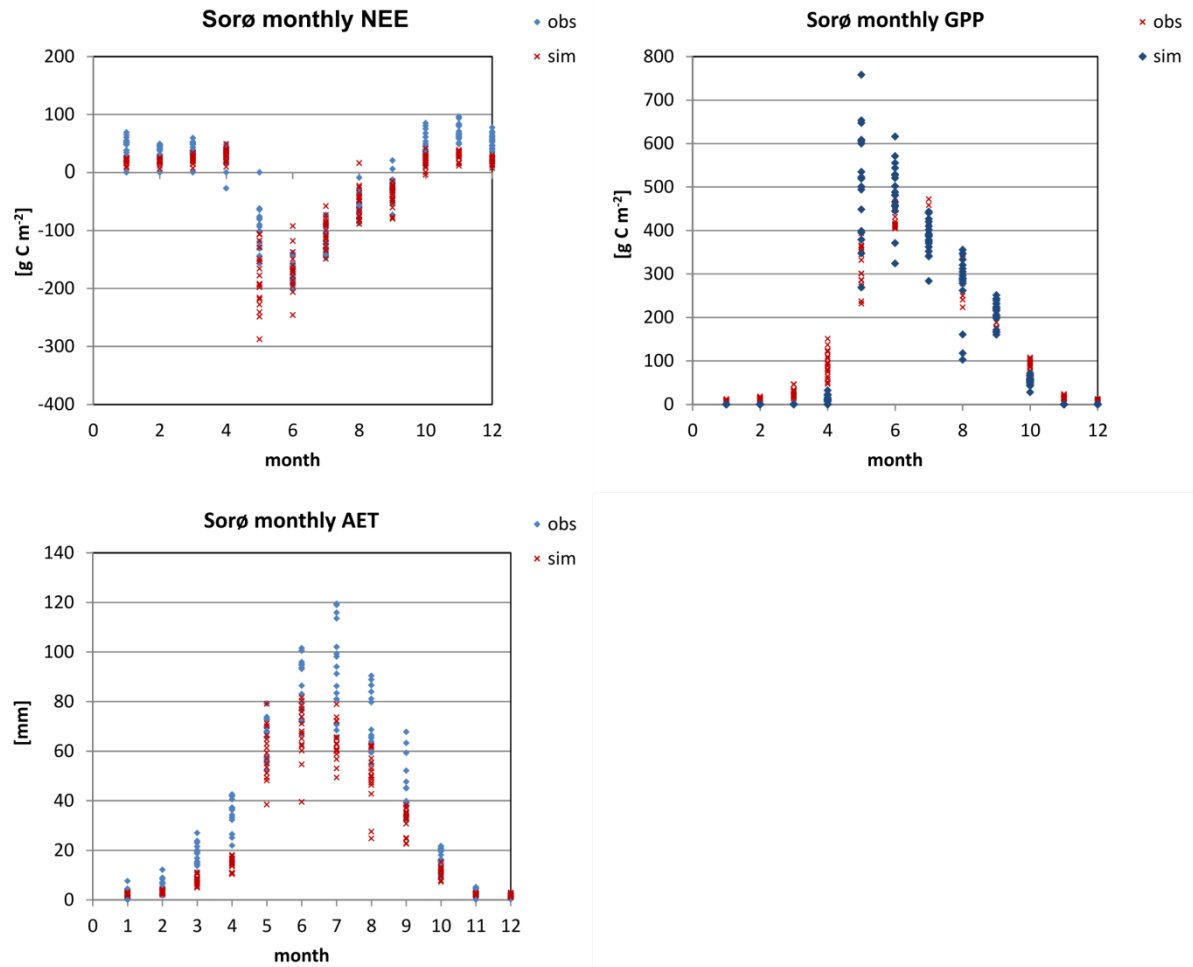 Sorø monthly NEE
obs
sim
200
100
0
-100
-200
-300
-400
[g C m⁻²]
0 2 4 6 8 10 12
month
Sorø monthly GPP
obs
sim
800
700
600
500
400
300
200
100
0
[g C m⁻²]
0 2 4 6 8 10 12
month
Sorø monthly AET
obs
sim
140
120
100
80
60
40
20
0
[mm]
0 1 2 3 4 5 6 7 8 9 10 11 12
month